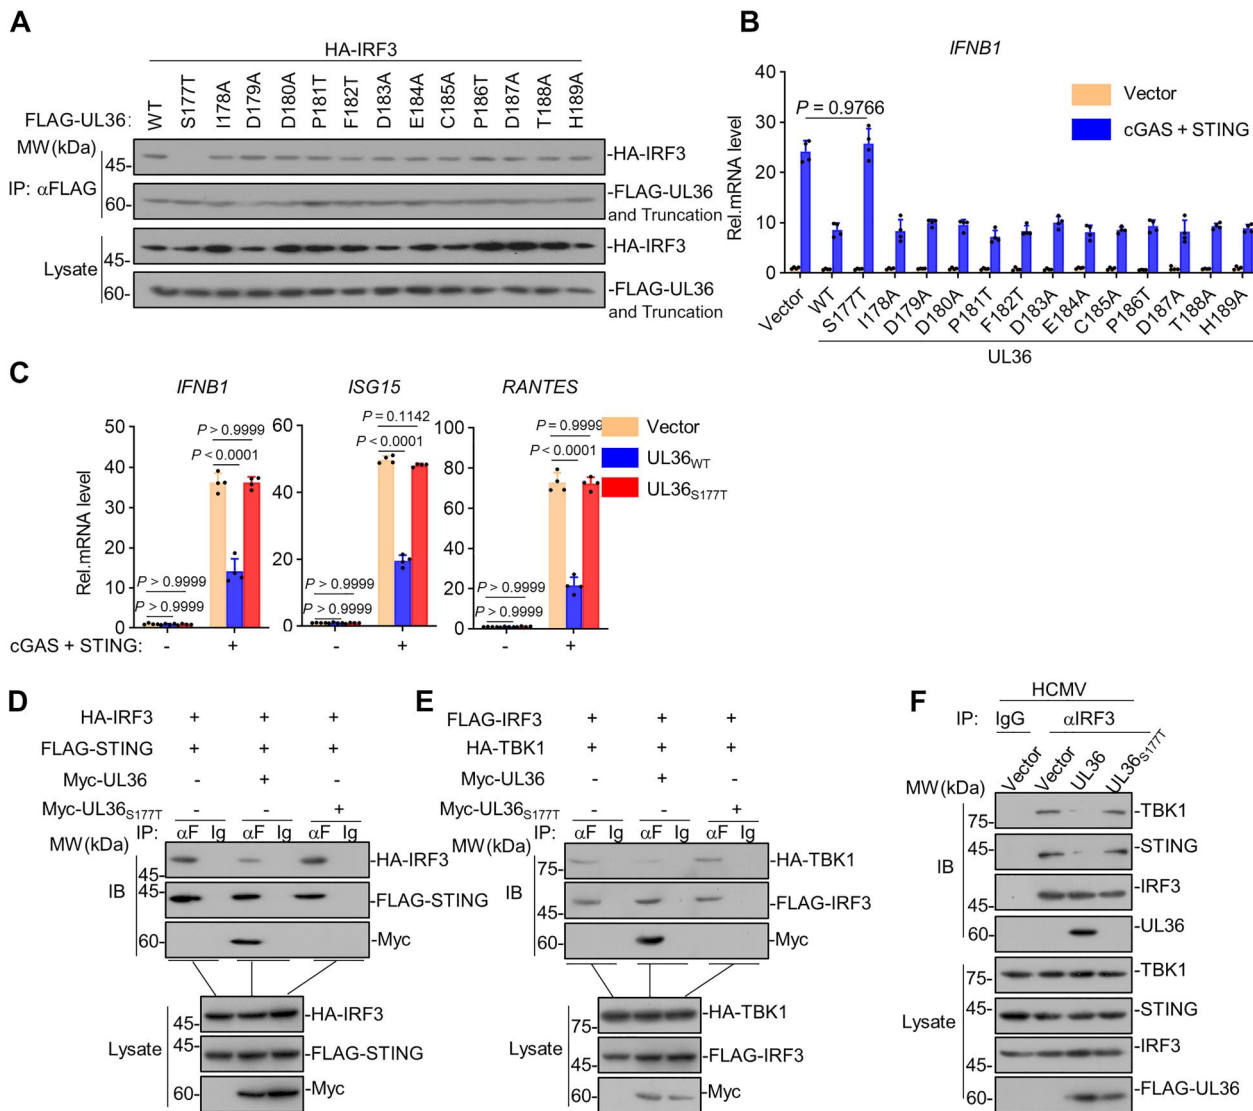 A
HA-IRF3
FLAG-UL36:
WT
S177T
I178A
D179A
D180A
P181T
F182T
D183A
E184A
C185A
P186T
D187A
T188A
H189A
MW (kDa)
45-
-HA-IRF3
IP: αFLAG
60-
-FLAG-UL36
and Truncation
Lysate
45-
-HA-IRF3
60-
-FLAG-UL36
and Truncation
B
IFNB1
Rel.mRNA level
40
30
20
10
0
P = 0.9766
Vector
cGAS + STING
Vector
WT
S177T
I178A
D179A
D180A
P181T
F182T
D183A
E184A
C185A
P186T
D187A
T188A
H189A
UL36
C
IFNB1
Rel.mRNA level
50
40
30
20
10
0
P > 0.9999
P < 0.0001
P > 0.9999
P > 0.9999
cGAS + STING:
-
+
ISG15
60
40
20
0
P = 0.1142
P < 0.0001
P > 0.9999
P > 0.9999
-
+
RANTES
100
80
60
40
20
0
P = 0.9999
P < 0.0001
P > 0.9999
P > 0.9999
-
+
Vector
UL36WT
UL36S177T
D
HA-IRF3 + + +
FLAG-STING + + +
Myc-UL36 - + -
Myc-UL36S177T - - +
IP: αF Ig αF Ig αF Ig
MW (kDa)
IB
45-
-HA-IRF3
45-
-FLAG-STING
60-
-Myc
Lysate
45-
-HA-IRF3
45-
-FLAG-STING
60-
-Myc
E
FLAG-IRF3 + + +
HA-TBK1 + + +
Myc-UL36 - + -
Myc-UL36S177T - - +
IP: αF Ig αF Ig αF Ig
MW (kDa)
IB
75-
-HA-TBK1
45-
-FLAG-IRF3
60-
-Myc
Lysate
75-
-HA-TBK1
45-
-FLAG-IRF3
60-
-Myc
F
HCMV
IP: IgG αIRF3
Vector
Vector
UL36
UL36S177T
MW (kDa)
IB
75-
-TBK1
45-
-STING
45-
-IRF3
60-
-UL36
Lysate
75-
-TBK1
45-
-STING
45-
-IRF3
60-
-FLAG-UL36